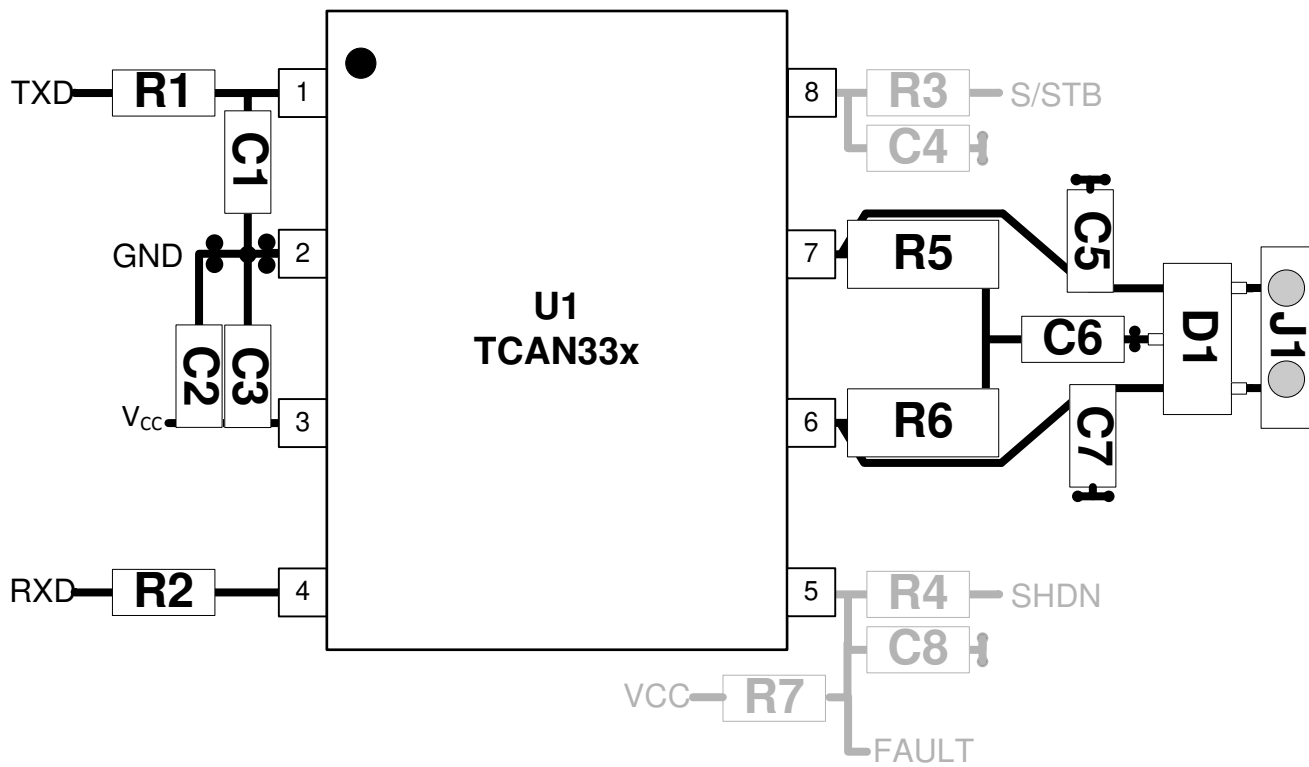 TXD R1 1 8 R3 S/STB
C1 C4
GND 2 7 R5 C5
U1
TCAN33x
C2 C3 C6 D1 J1
VCC 3 6 R6 C7
RXD R2 4 5 R4 SHDN
C8
VCC R7
FAULT